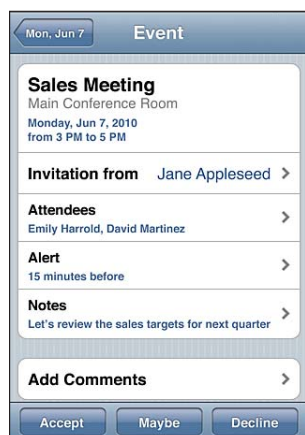 Mon, Jun 7 Event
Sales Meeting
Main Conference Room
Monday, Jun 7, 2010
from 3 PM to 5 PM
Invitation from Jane Appleseed
Attendees
Emily Harrold, David Martinez
Alert
15 minutes before
Notes
Let's review the sales targets for next quarter
Add Comments
Accept Maybe Decline